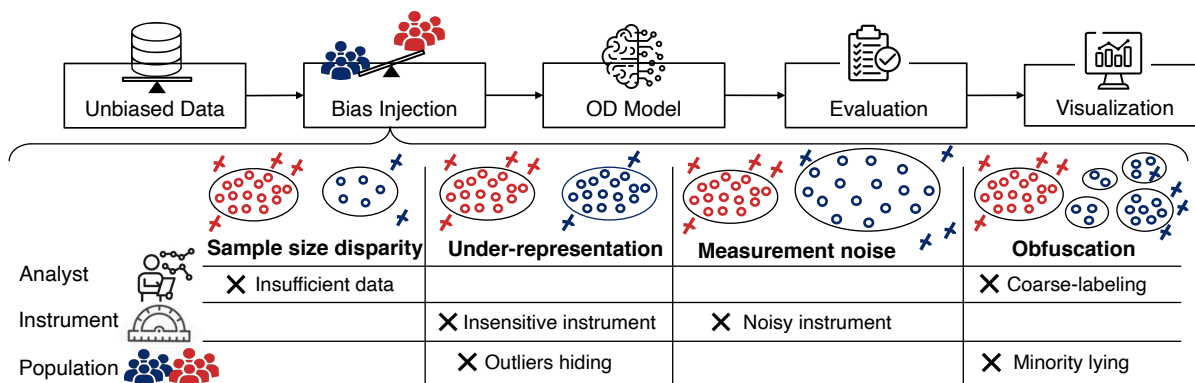 Unbiased Data
Bias Injection
OD Model
Evaluation
Visualization
Sample size disparity
Under-representation
Measurement noise
Obfuscation
Analyst
Insufficient data
Coarse-labeling
Instrument
Insensitive instrument
Noisy instrument
Population
Outliers hiding
Minority lying